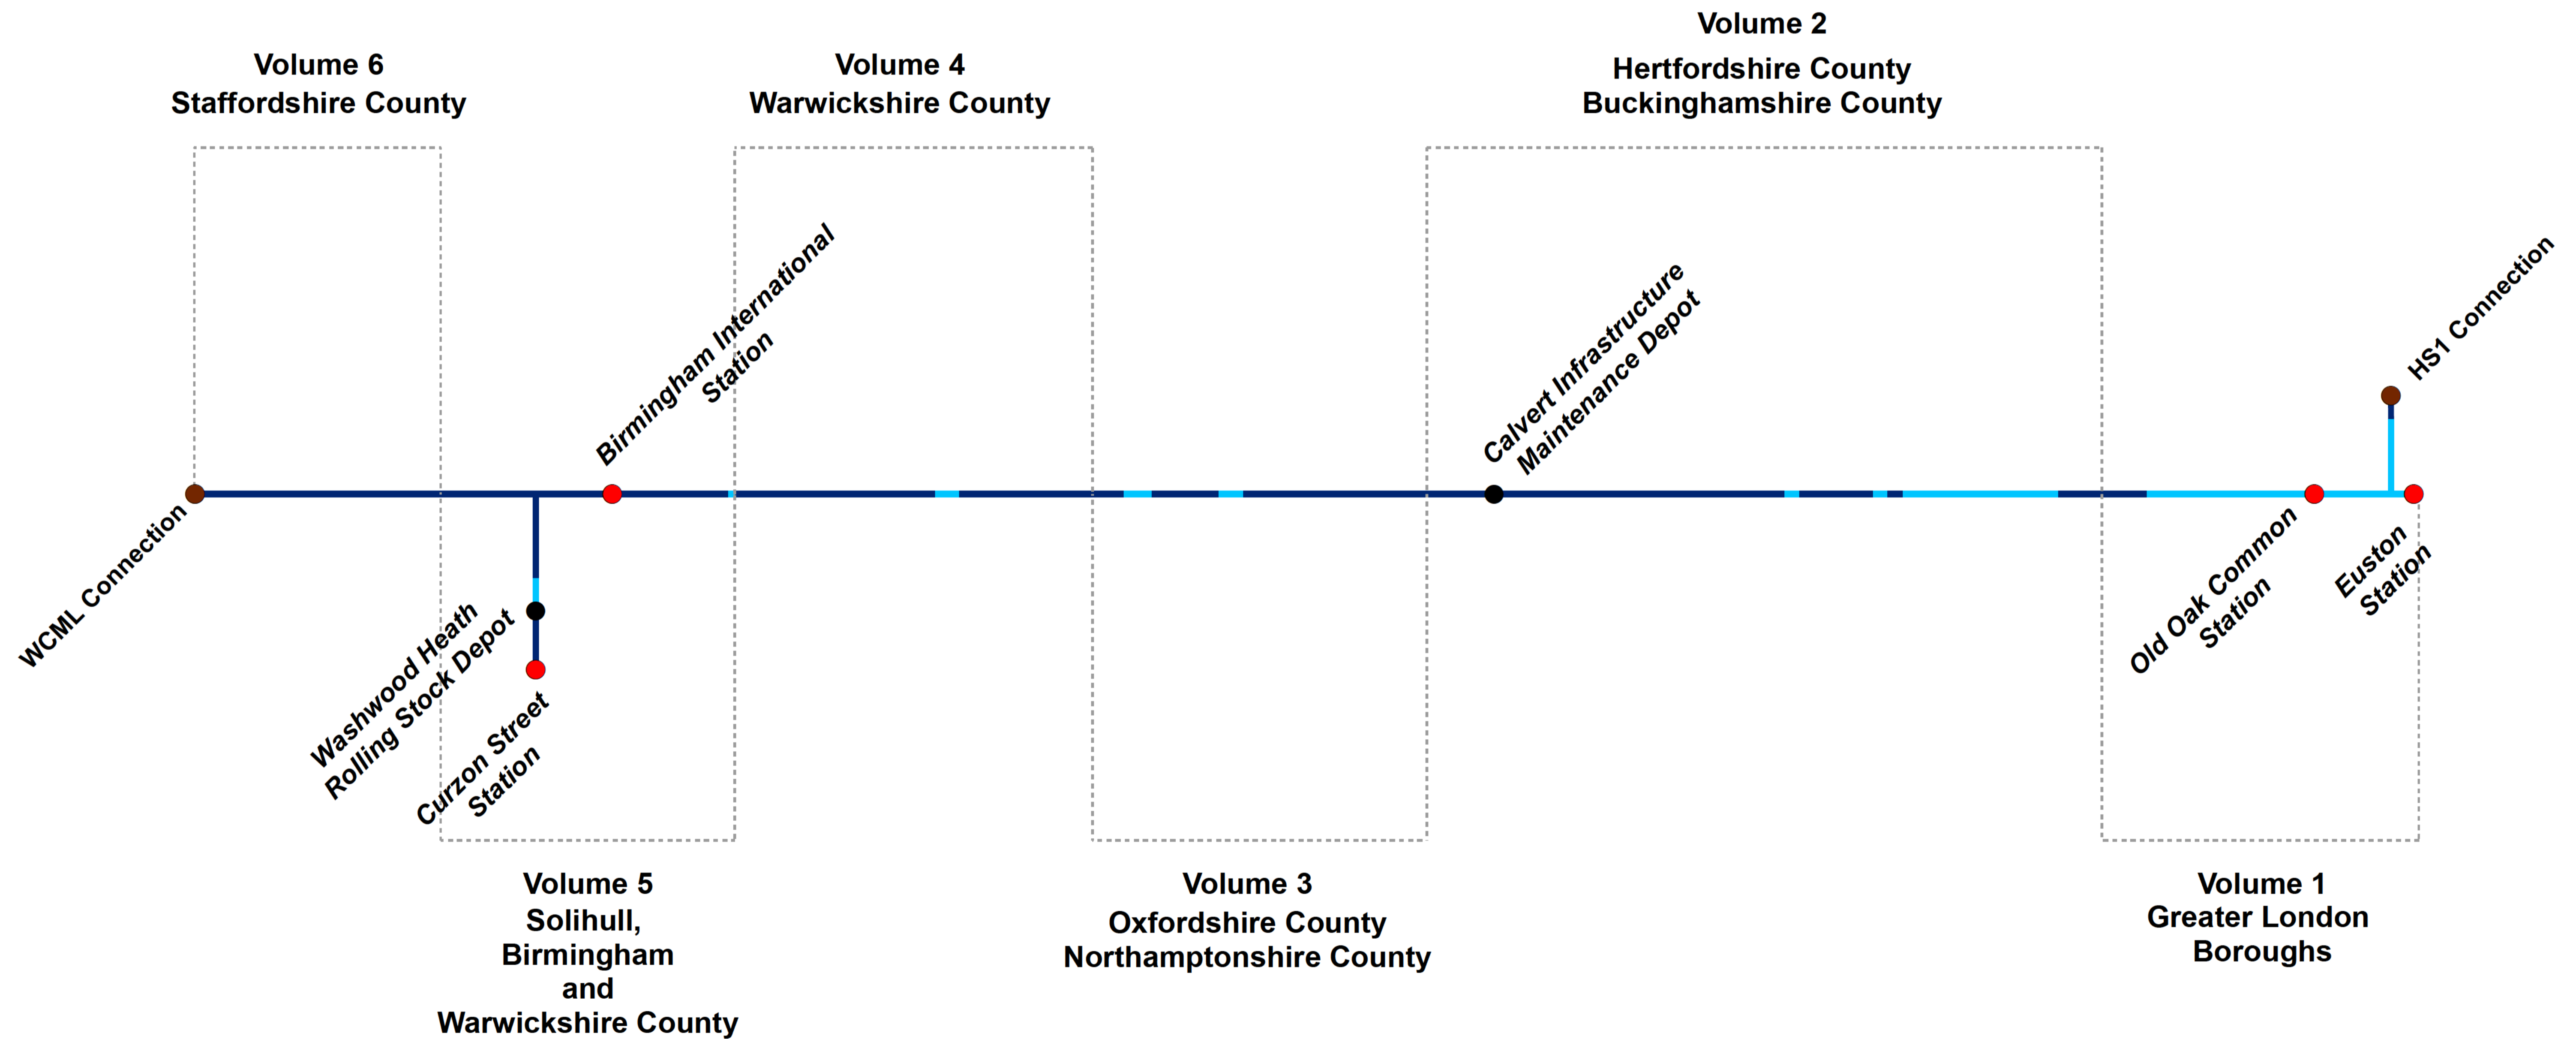 Volume 2
Hertfordshire County
Buckinghamshire County
Volume 6
Staffordshire County
Volume 4
Warwickshire County
Birmingham International
Station
Calvert Infrastructure
Maintenance Depot
HS1 Connection
WCML Connection
Washwood Heath
Rolling Stock Depot
Curzon Street
Station
Old Oak Common
Station
Euston
Station
Volume 5
Solihull,
Birmingham
and
Warwickshire County
Volume 3
Oxfordshire County
Northamptonshire County
Volume 1
Greater London
Boroughs